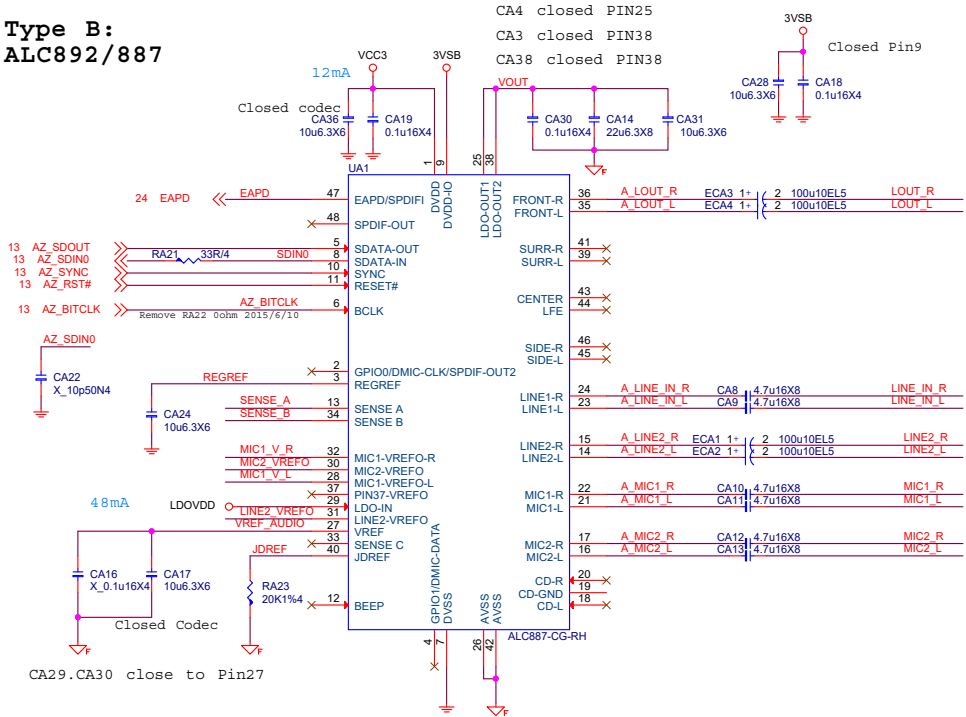 Type B:
ALC892/887
CA4 closed PIN25
CA3 closed PIN38
CA38 closed PIN38
3VSB
Closed Pin9
CA28
10u6.3X6
CA18
0.1u16X4
VCC3
3VSB
12mA
VOUT
Closed codec
CA36
10u6.3X6
CA19
0.1u16X4
CA30
0.1u16X4
CA14
22u6.3X8
CA31
10u6.3X6
F
UA1
1
9
25
38
DVDD
DVDD-IO
LDO-OUT1
LDO-OUT2
24 EAPD
EAPD
47
EAPD/SPDIFI
48
SPDIF-OUT
13 AZ_SDOUT
5
SDATA-OUT
13 AZ_SDIN0
RA21
33R/4
SDIN0
8
SDATA-IN
13 AZ_SYNC
10
SYNC
13 AZ_RST#
11
RESET#
13 AZ_BITCLK
AZ_BITCLK
6
BCLK
Remove RA22 0ohm 2015/6/10
AZ_SDIN0
CA22
X_10p50N4
2
GPIO0/DMIC-CLK/SPDIF-OUT2
REGREF
3
REGREF
CA24
10u6.3X6
SENSE_A
13
SENSE A
SENSE_B
34
SENSE B
MIC1_V_R
32
MIC1-VREFO-R
MIC2_VREFO
30
MIC2-VREFO
MIC1_V_L
28
MIC1-VREFO-L
37
PIN37-VREFO
48mA
LDOVDD
29
LDO-IN
LINE2_VREFO
31
LINE2-VREFO
VREF_AUDIO
27
VREF
33
SENSE C
JDREF
40
JDREF
CA16
X_0.1u16X4
CA17
10u6.3X6
RA23
20K1%4
12
BEEP
Closed Codec
F
F
CA29.CA30 close to Pin27
GPIO1/DMIC-DATA
DVSS
AVSS
AVSS
4
7
26
42
F
ALC887-CG-RH
FRONT-R
36
A_LOUT_R
ECA3 1+
2 100u10EL5
LOUT_R
FRONT-L
35
A_LOUT_L
ECA4 1+
2 100u10EL5
LOUT_L
SURR-R
41
SURR-L
39
CENTER
43
LFE
44
SIDE-R
46
SIDE-L
45
LINE1-R
24
A_LINE_IN_R
CA8
4.7u16X8
LINE_IN_R
LINE1-L
23
A_LINE_IN_L
CA9
4.7u16X8
LINE_IN_L
LINE2-R
15
A_LINE2_R
ECA1 1+
2 100u10EL5
LINE2_R
LINE2-L
14
A_LINE2_L
ECA2 1+
2 100u10EL5
LINE2_L
MIC1-R
22
A_MIC1_R
CA10
4.7u16X8
MIC1_R
MIC1-L
21
A_MIC1_L
CA11
4.7u16X8
MIC1_L
MIC2-R
17
A_MIC2_R
CA12
4.7u16X8
MIC2_R
MIC2-L
16
A_MIC2_L
CA13
4.7u16X8
MIC2_L
CD-R
20
CD-GND
19
CD-L
18